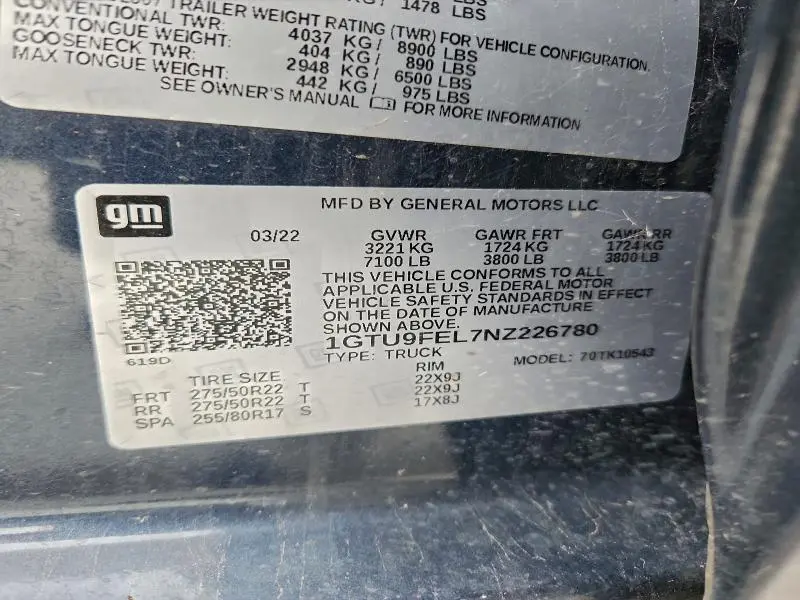 KG / 1478 LBS
TRAILER WEIGHT RATING (TWR) FOR VEHICLE CONFIGURATION.
CONVENTIONAL TWR: 4037 KG/ 8900 LBS
MAX TONGUE WEIGHT: 404 KG/ 890 LBS
GOOSENECK TWR: 2948 KG/ 6500 LBS
MAX TONGUE WEIGHT: 442 KG/ 975 LBS
SEE OWNER'S MANUAL FOR MORE INFORMATION
gm
MFD BY GENERAL MOTORS LLC
03/22 GVWR GAWR FRT GAWR RR
3221 KG 1724 KG 1724 KG
7100 LB 3800 LB 3800 LB
THIS VEHICLE CONFORMS TO ALL
APPLICABLE U.S. FEDERAL MOTOR
VEHICLE SAFETY STANDARDS IN EFFECT
ON THE DATE OF MANUFACTURE
SHOWN ABOVE.
1GTU9FEL7NZ226780
619D TYPE: TRUCK MODEL: 70TK10543
TIRE SIZE RIM
FRT 275/50R22 T 22X9J
RR 275/50R22 T 22X9J
SPA 255/80R17 S 17X8J